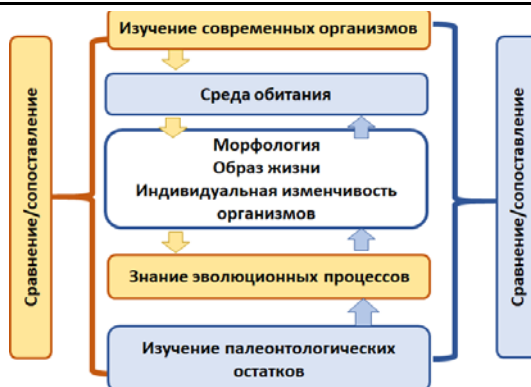 Сравнение/сопоставление
Изучение современных организмов
Среда обитания
Морфология
Образ жизни
Индивидуальная изменчивость
организмов
Знание эволюционных процессов
Изучение палеонтологических
остатков
Сравнение/сопоставление